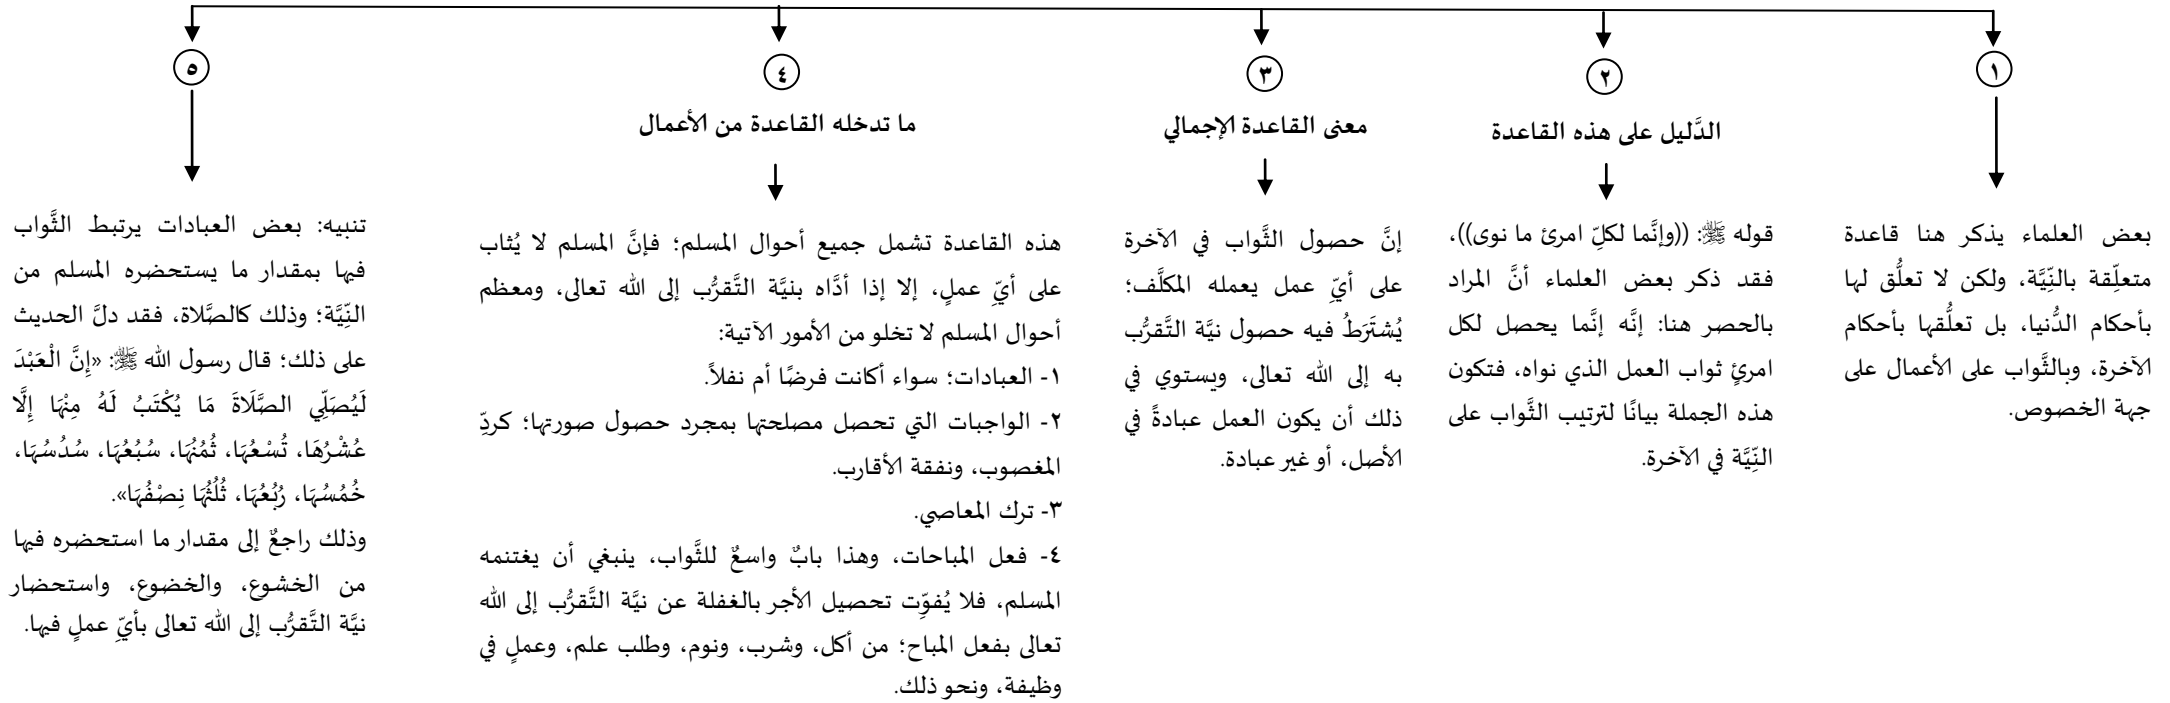 ١
بعض العلماء يذكر هنا قاعدة
متعلِّقة بالنِّيَّة، ولكن لا تعلُّق لها
بأحكام الدُّنيا، بل تعلُّقها بأحكام
الآخرة، وبالثَّواب على الأعمال على
جهة الخصوص.
٢
الدَّليل على هذه القاعدة
قوله ﷺ: ((وإنَّما لكلِّ امرئ ما نوى))،
فقد ذكر بعض العلماء أنَّ المراد
بالحصر هنا: إنَّه إنَّما يحصل لكل
امرئٍ ثواب العمل الذي نواه، فتكون
هذه الجملة بيانًا لترتيب الثَّواب على
النِّيَّة في الآخرة.
٣
معنى القاعدة الإجمالي
إنَّ حصول الثَّواب في الآخرة
على أيِّ عمل يعمله المكلَّف؛
يُشتَرَطُ فيه حصول نيَّة التَّقرُّب
به إلى الله تعالى، ويستوي في
ذلك أن يكون العمل عبادةً في
الأصل، أو غير عبادة.
٤
ما تدخله القاعدة من الأعمال
هذه القاعدة تشمل جميع أحوال المسلم؛ فإنَّ المسلم لا يُثاب
على أيِّ عملٍ، إلا إذا أدَّاه بنيَّة التَّقرُّب إلى الله تعالى، ومعظم
أحوال المسلم لا تخلو من الأمور الآتية:
١- العبادات؛ سواء أكانت فرضًا أم نفلاً.
٢- الواجبات التي تحصل مصلحتها بمجرد حصول صورتها؛ كردِّ
المغصوب، ونفقة الأقارب.
٣- ترك المعاصي.
٤- فعل المباحات، وهذا بابٌ واسعٌ للثَّواب، ينبغي أن يغتنمه
المسلم، فلا يُفوِّت تحصيل الأجر بالغفلة عن نيَّة التَّقرُّب إلى الله
تعالى بفعل المباح؛ من أكل، وشرب، ونوم، وطلب علم، وعملٍ في
وظيفة، ونحو ذلك.
٥
تنبيه: بعض العبادات يرتبط الثَّواب
فيها بمقدار ما يستحضره المسلم من
النِّيَّة؛ وذلك كالصَّلاة، فقد دلَّ الحديث
على ذلك؛ قال رسول الله ﷺ: «إِنَّ الْعَبْدَ
لَيُصَلِّي الصَّلَاةَ مَا يُكْتَبُ لَهُ مِنْهَا إِلَّا
عُشْرُهَا، تُسْعُهَا، ثُمُنُهَا، سُبُعُهَا، سُدُسُهَا،
خُمُسُهَا، رُبُعُهَا، ثُلُثُهَا نِصْفُهَا».
وذلك راجعٌ إلى مقدار ما استحضره فيها
من الخشوع، والخضوع، واستحضار
نيَّة التَّقرُّب إلى الله تعالى بأيِّ عملٍ فيها.